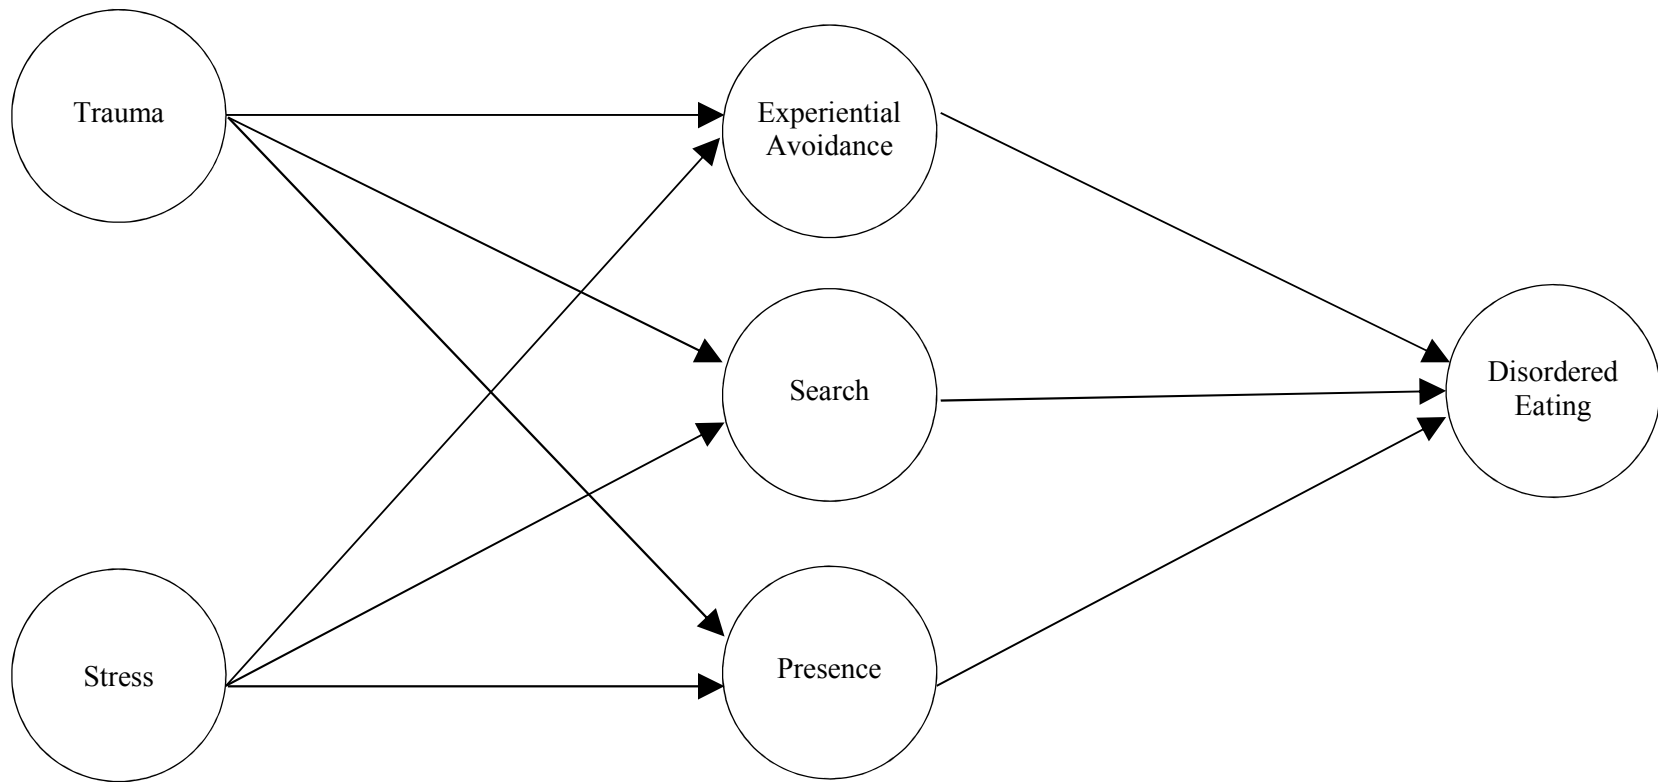 Trauma
Experiential
Avoidance
Search
Disordered
Eating
Stress
Presence